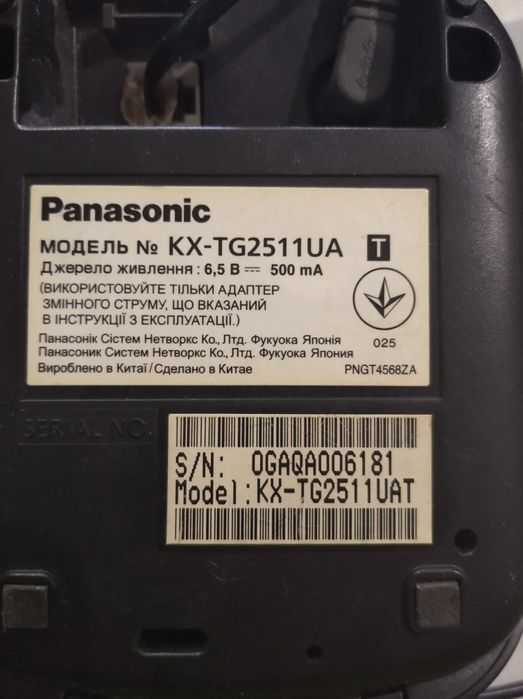 Panasonic
МОДЕЛЬ № KX-TG2511UA T
Джерело живлення : 6,5 В ⎓ 500 mA
(ВИКОРИСТОВУЙТЕ ТІЛЬКИ АДАПТЕР
ЗМІННОГО СТРУМУ, ЩО ВКАЗАНИЙ
В ІНСТРУКЦІЇ З ЕКСПЛУАТАЦІЇ.)
025
Панасонік Сістем Нетворкс Ко., Лтд. Фукуока Японія
Панасоник Систем Нетворкс Ко., Лтд. Фукуока Япония
Вироблено в Китаї/Сделано в Китае
PNGT4568ZA
SERIAL NO.
S/N: 0GAQA006181
Model:KX-TG2511UAT